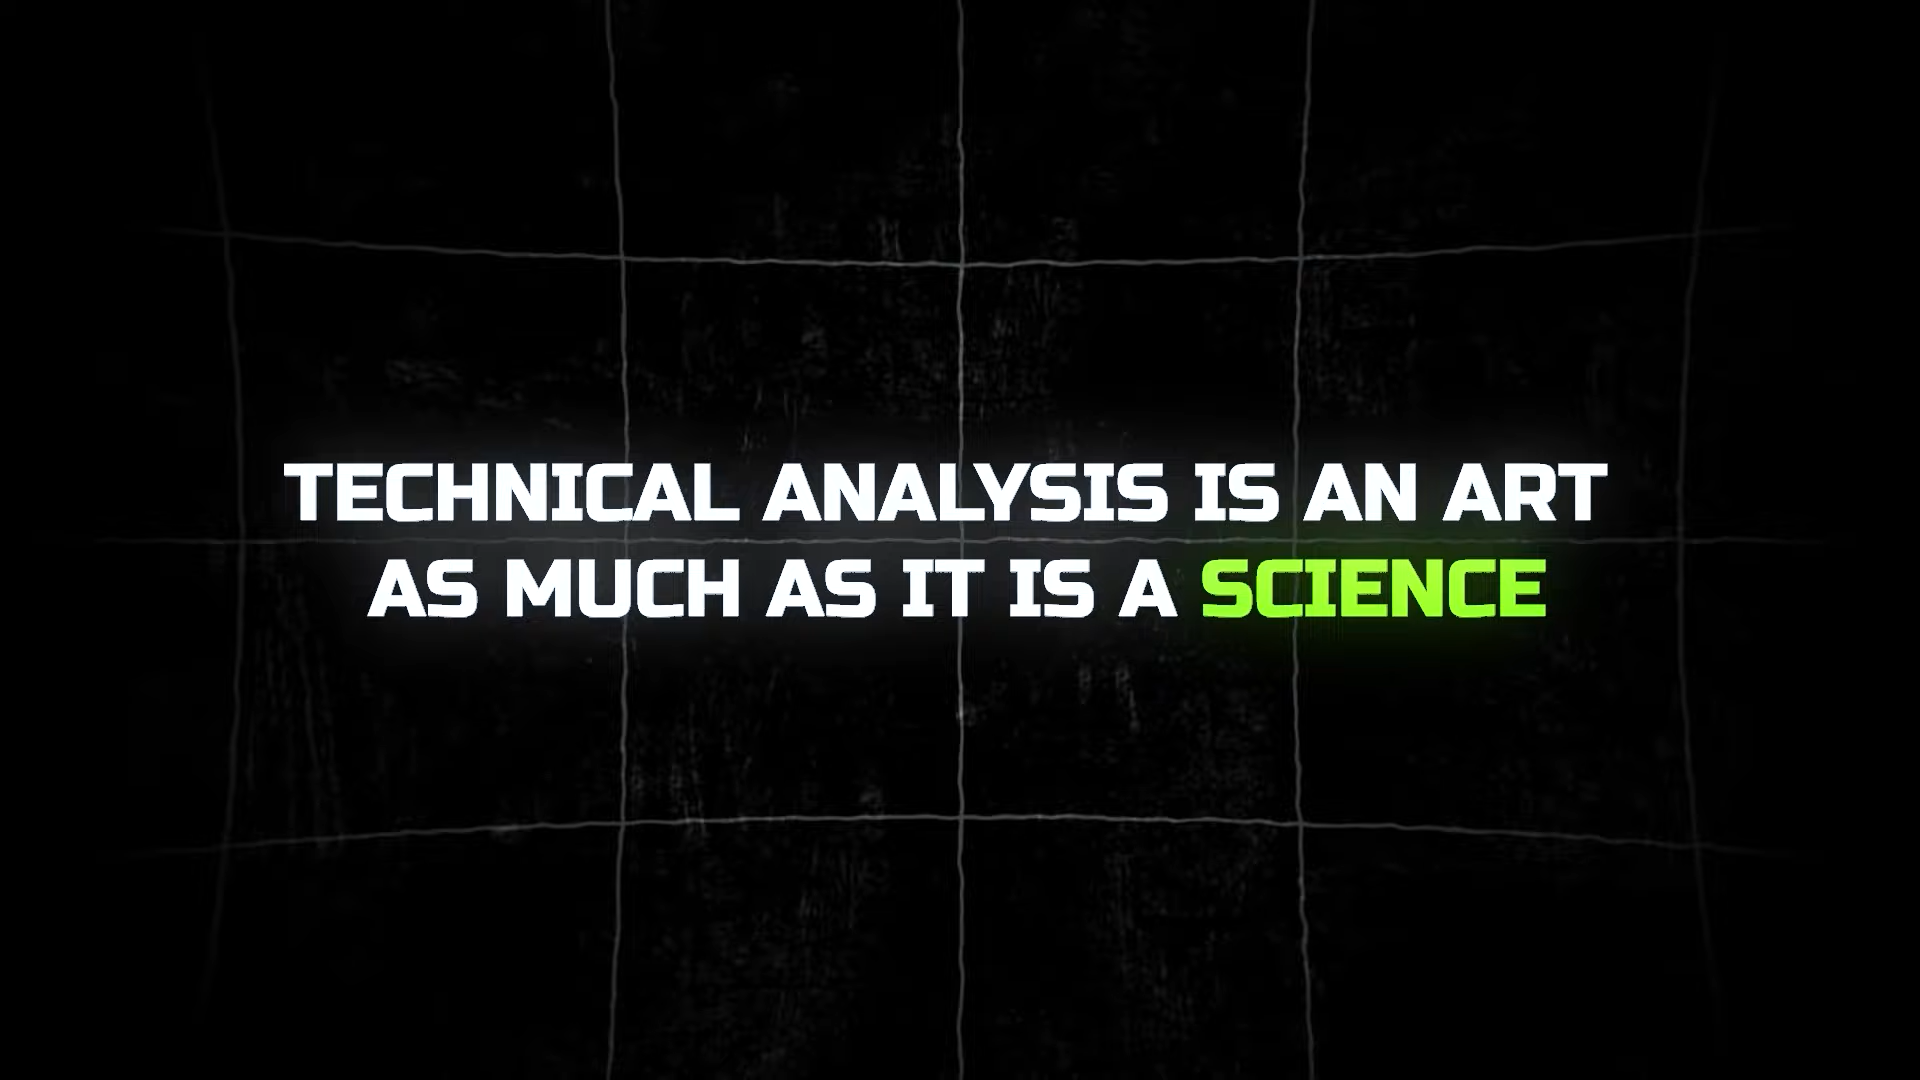 TECHNICAL ANALYSIS IS AN ART
AS MUCH AS IT IS A SCIENCE